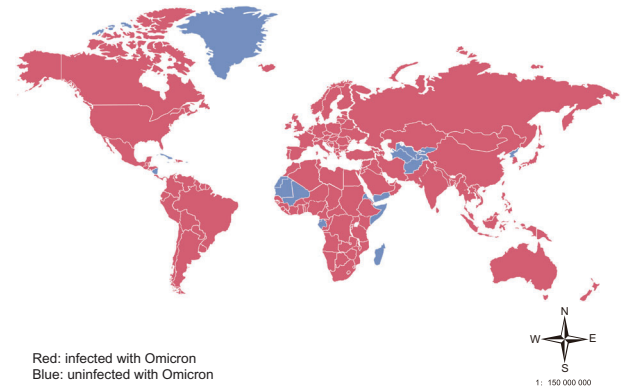 N
W E
S
Red: infected with Omicron
Blue: uninfected with Omicron
1: 150 000 000